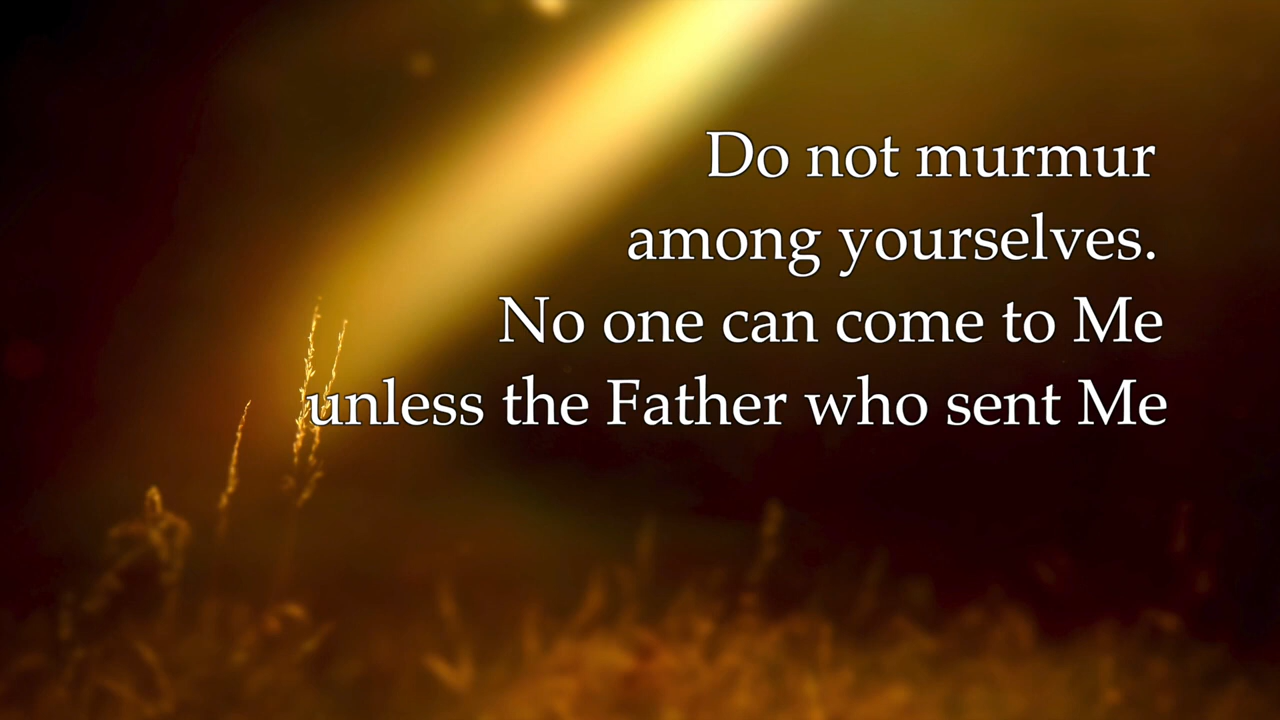 Do not murmur
among yourselves.
No one can come to Me
unless the Father who sent Me